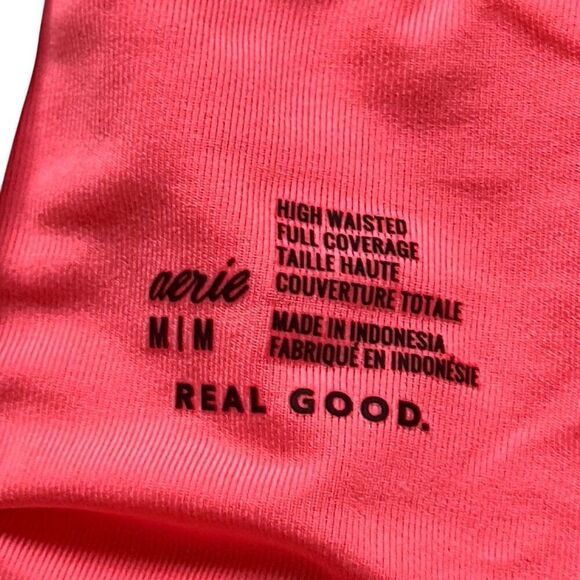 aerie
M|M
HIGH WAISTED
FULL COVERAGE
TAILLE HAUTE
COUVERTURE TOTALE
MADE IN INDONESIA
FABRIQUÉ EN INDONÉSIE
REAL GOOD.